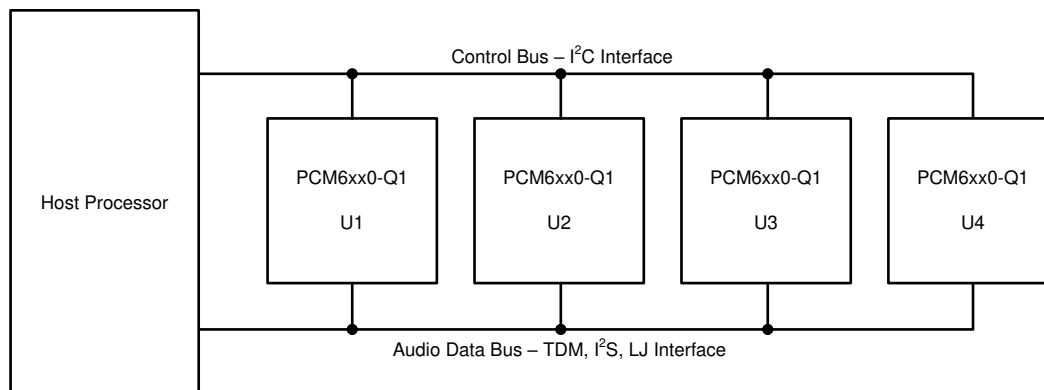 Control Bus – I²C Interface
PCM6xx0-Q1
U1
PCM6xx0-Q1
U2
PCM6xx0-Q1
U3
PCM6xx0-Q1
U4
Host Processor
Audio Data Bus – TDM, I²S, LJ Interface